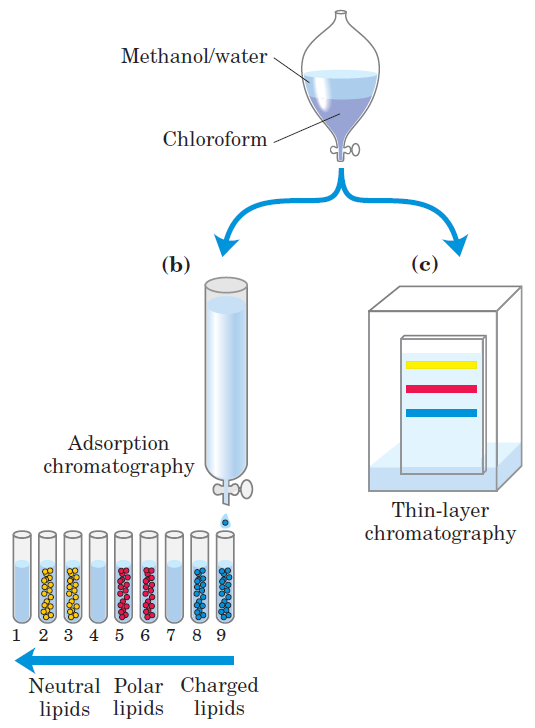 Methanol/water
Chloroform
(b)
(c)
Adsorption
chromatography
Thin-layer
chromatography
1 2 3 4 5 6 7 8 9
Neutral Polar Charged
lipids lipids lipids